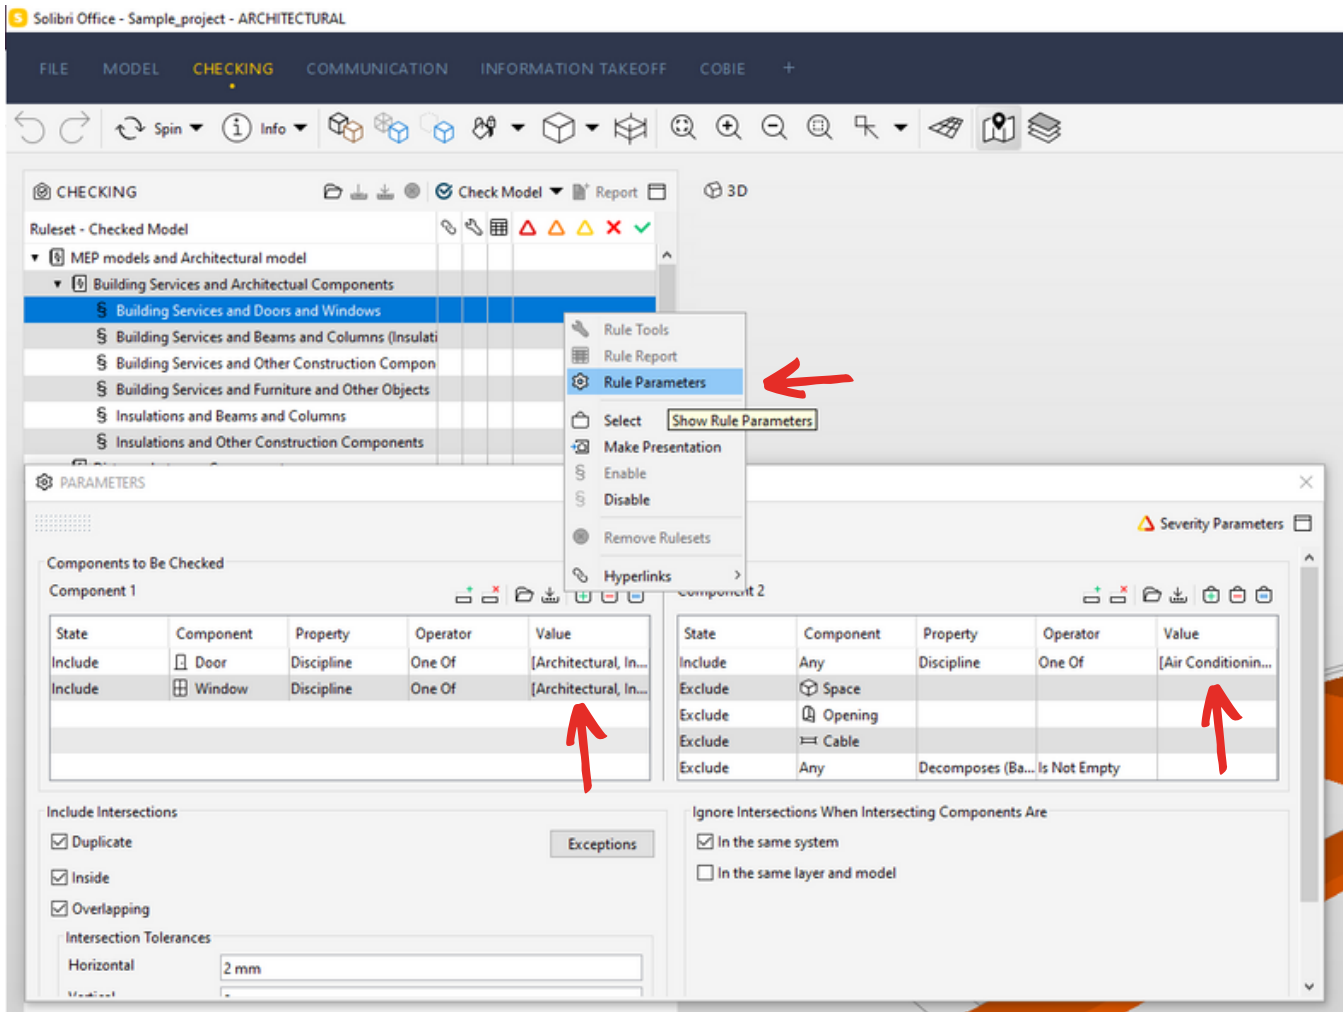 S Solibri Office - Sample_project - ARCHITECTURAL
FILE MODEL CHECKING COMMUNICATION INFORMATION TAKEOFF COBIE +
Spin Info
CHECKING Check Model Report 3D
Ruleset - Checked Model
MEP models and Architectural model
§ Building Services and Architectual Components
§ Building Services and Doors and Windows
§ Building Services and Beams and Columns (Insulati
§ Building Services and Other Construction Compon
§ Building Services and Furniture and Other Objects
§ Insulations and Beams and Columns
§ Insulations and Other Construction Components
Rule Tools
Rule Report
Rule Parameters
Select
Show Rule Parameters
Make Presentation
§ Enable
§ Disable
Remove Rulesets
Hyperlinks >
PARAMETERS
Severity Parameters
Components to Be Checked
Component 1
State Component Property Operator Value
Include Door Discipline One Of [Architectural, In...
Include Window Discipline One Of [Architectural, In...
Component 2
State Component Property Operator Value
Include Any Discipline One Of [Air Conditionin...
Exclude Space
Exclude Opening
Exclude Cable
Exclude Any Decomposes (Ba... Is Not Empty
Include Intersections
Duplicate Exceptions
Inside
Overlapping
Intersection Tolerances
Horizontal 2 mm
Ignore Intersections When Intersecting Components Are
In the same system
In the same layer and model